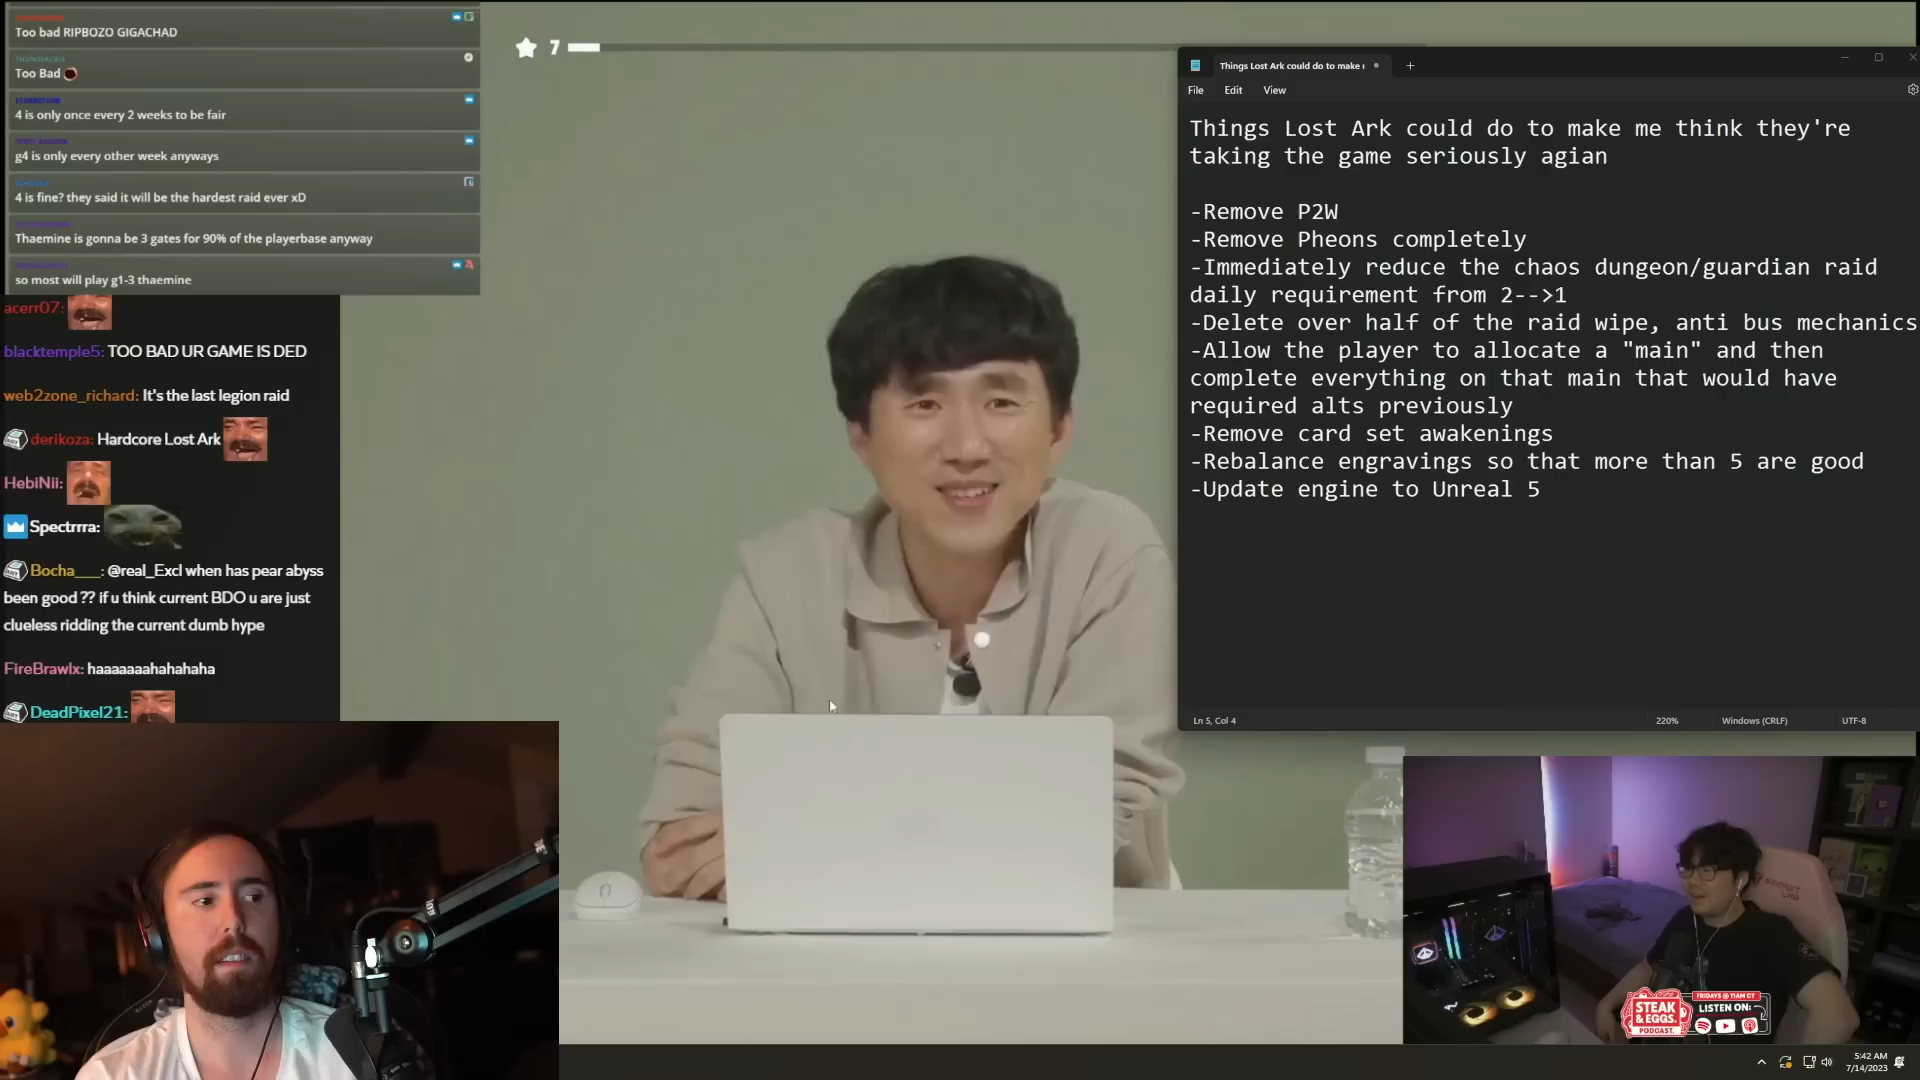 Too bad RIPBOZO GIGACHAD
Too Bad
4 is only once every 2 weeks to be fair
g4 is only every other week anyways
4 is fine? they said it will be the hardest raid ever xD
Thaemine is gonna be 3 gates for 90% of the playerbase anyway
so most will play g1-3 thaemine
acerr07:
blacktemple5: TOO BAD UR GAME IS DED
web2zone_richard: It's the last legion raid
derikoza: Hardcore Lost Ark
HebiNii:
Spectrrra:
Bocha___: @real_Excl when has pear abyss
been good ?? if u think current BDO u are just
clueless ridding the current dumb hype
FireBrawlx: haaaaaaahahahaha
DeadPixel21:
7
Things Lost Ark could do to make
File Edit View
Things Lost Ark could do to make me think they're
taking the game seriously agian
-Remove P2W
-Remove Pheons completely
-Immediately reduce the chaos dungeon/guardian raid
daily requirement from 2-->1
-Delete over half of the raid wipe, anti bus mechanics
-Allow the player to allocate a "main" and then
complete everything on that main that would have
required alts previously
-Remove card set awakenings
-Rebalance engravings so that more than 5 are good
-Update engine to Unreal 5
Ln 5, Col 4 220% Windows (CRLF) UTF-8
STEAK
& EGGS
PODCAST.
FRIDAYS @ 11AM CT
LISTEN ON:
5:42 AM
7/14/2023